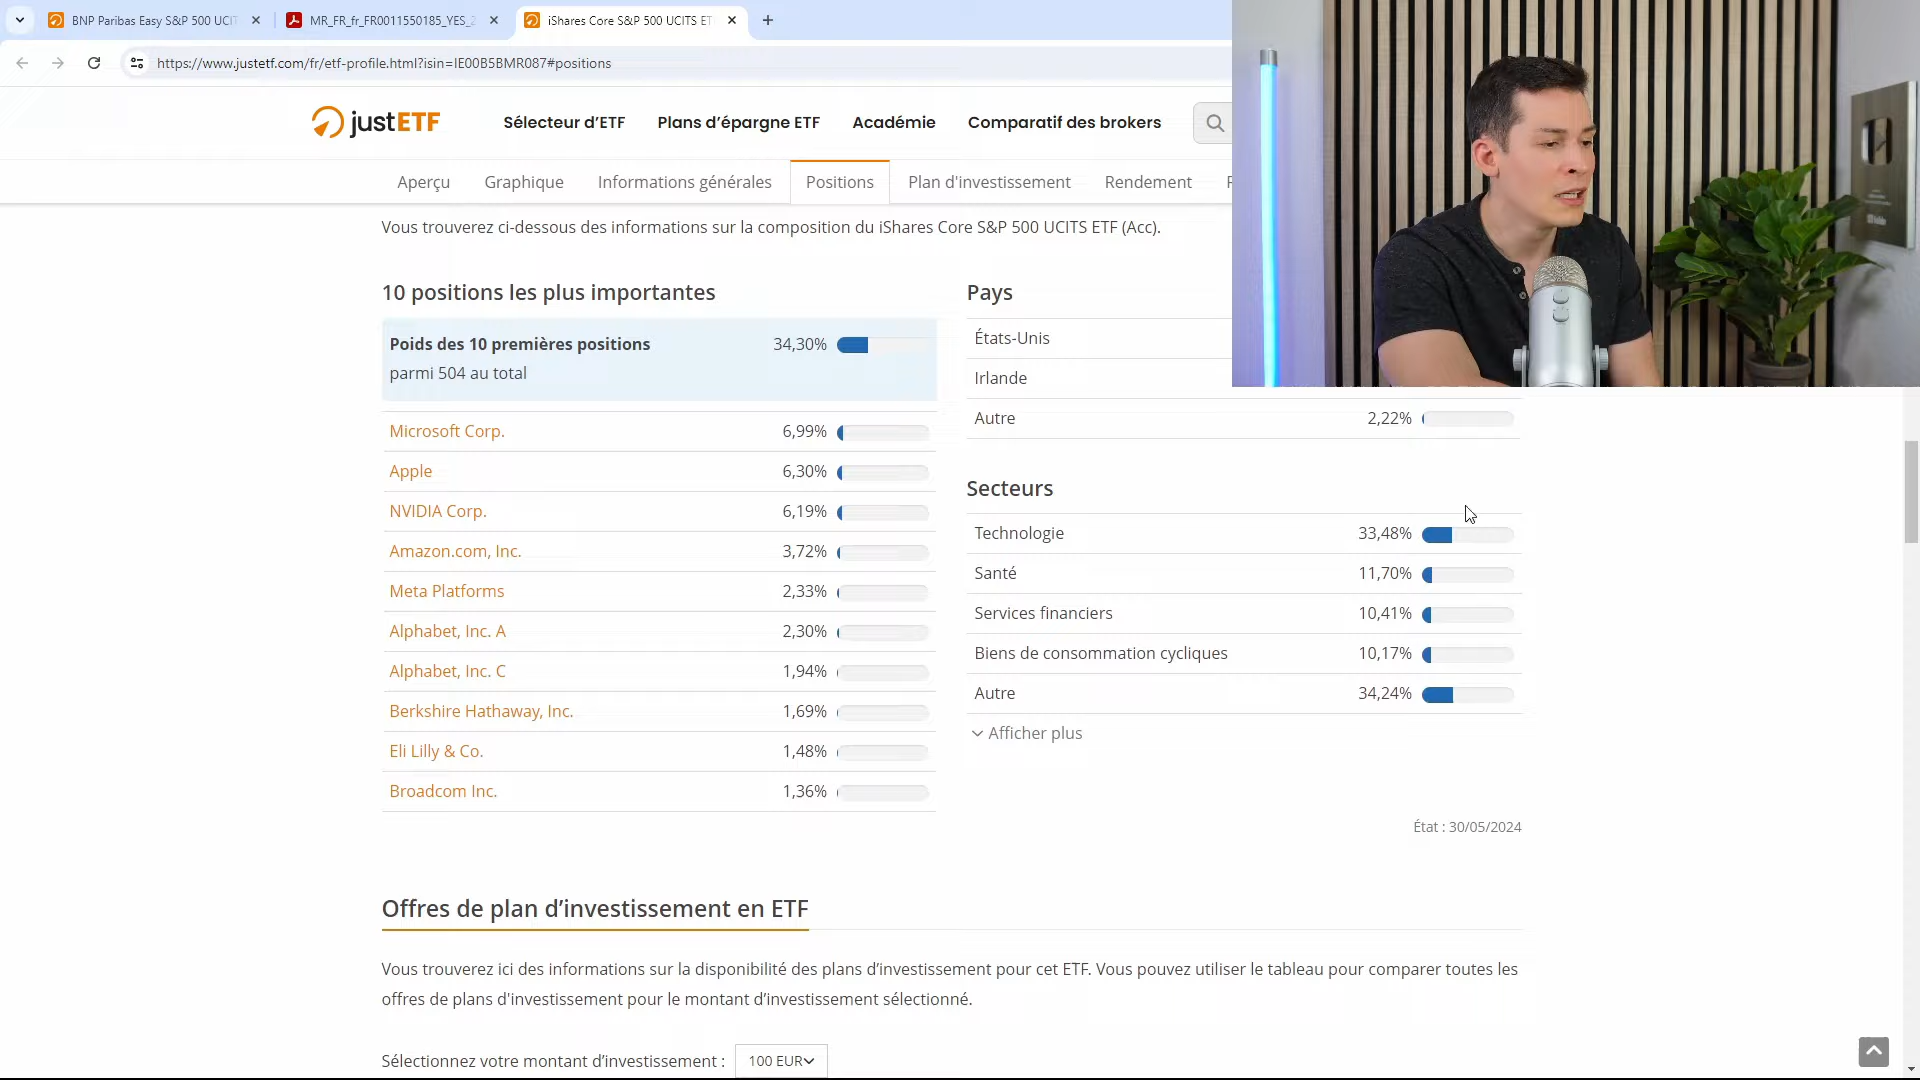 BNP Paribas Easy S&P 500 UCIT
MR_FR_fr_FR0011550185_YES_2
iShares Core S&P 500 UCITS ET
https://www.justetf.com/fr/etf-profile.html?isin=IE00B5BMR087#positions
justETF
Sélecteur d'ETF
Plans d'épargne ETF
Académie
Comparatif des brokers
Aperçu
Graphique
Informations générales
Positions
Plan d'investissement
Rendement
Vous trouverez ci-dessous des informations sur la composition du iShares Core S&P 500 UCITS ETF (Acc).
10 positions les plus importantes
Poids des 10 premières positions 34,30%
parmi 504 au total
Microsoft Corp. 6,99%
Apple 6,30%
NVIDIA Corp. 6,19%
Amazon.com, Inc. 3,72%
Meta Platforms 2,33%
Alphabet, Inc. A 2,30%
Alphabet, Inc. C 1,94%
Berkshire Hathaway, Inc. 1,69%
Eli Lilly & Co. 1,48%
Broadcom Inc. 1,36%
Pays
États-Unis
Irlande
Autre 2,22%
Secteurs
Technologie 33,48%
Santé 11,70%
Services financiers 10,41%
Biens de consommation cycliques 10,17%
Autre 34,24%
Afficher plus
État : 30/05/2024
Offres de plan d’investissement en ETF
Vous trouverez ici des informations sur la disponibilité des plans d’investissement pour cet ETF. Vous pouvez utiliser le tableau pour comparer toutes les
offres de plans d'investissement pour le montant d’investissement sélectionné.
Sélectionnez votre montant d’investissement : 100 EUR